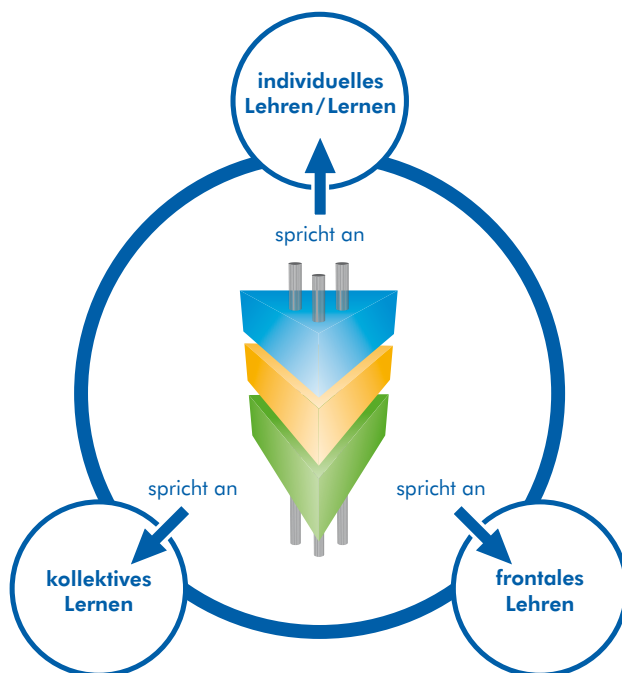 individuelles
Lehren/Lernen
spricht an
spricht an
spricht an
kollektives
Lernen
frontales
Lehren